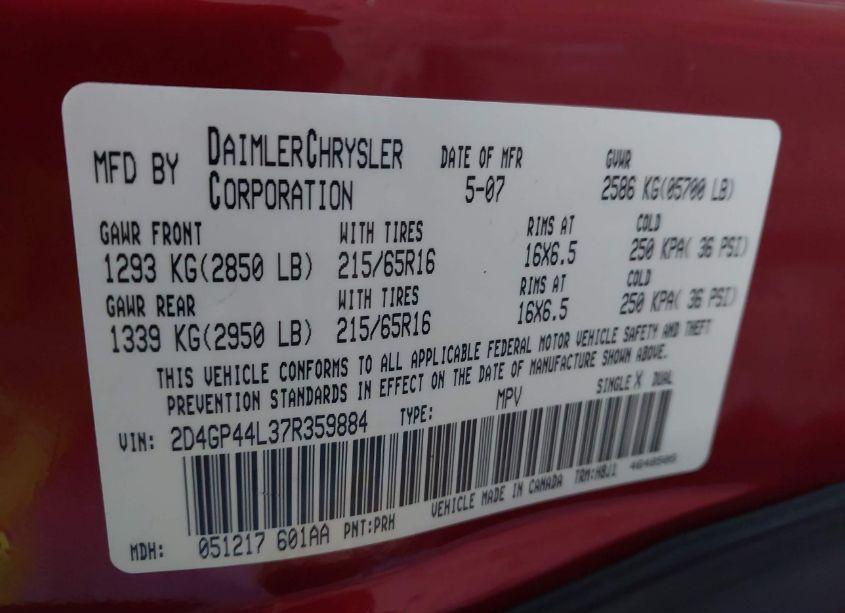 MFD BY DAIMLERCHRYSLER CORPORATION DATE OF MFR 5-07 GVWR 2586 KG(05700 LB)
GAWR FRONT WITH TIRES RIMS AT COLD
1293 KG(2850 LB) 215/65R16 16X6.5 250 KPA( 36 PSI)
GAWR REAR WITH TIRES RIMS AT COLD
1339 KG(2950 LB) 215/65R16 16X6.5 250 KPA( 36 PSI)
THIS VEHICLE CONFORMS TO ALL APPLICABLE FEDERAL MOTOR VEHICLE SAFETY AND THEFT
PREVENTION STANDARDS IN EFFECT ON THE DATE OF MANUFACTURE SHOWN ABOVE.
VIN: 2D4GP44L37R359884 TYPE: MPV SINGLE X DUAL
VEHICLE MADE IN CANADA TRM:H8J1
MDH: 051217 601AA PNT:PRH